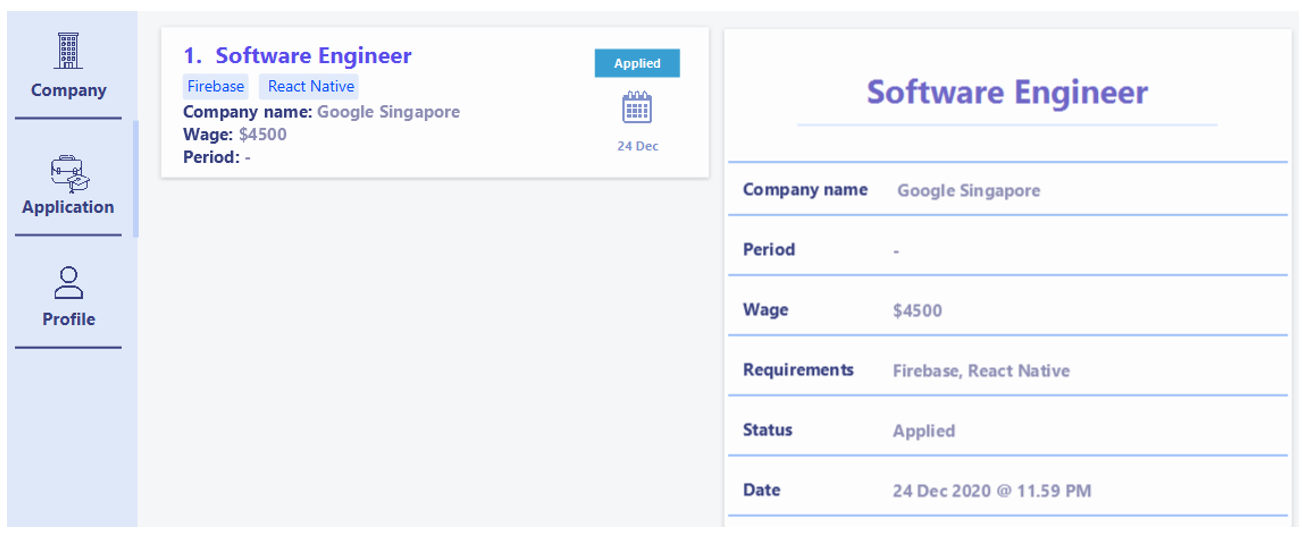 Company
Application
Profile
1. Software Engineer
Firebase React Native
Company name: Google Singapore
Wage: $4500
Period: -
Applied
24 Dec
Software Engineer
Company name Google Singapore
Period -
Wage $4500
Requirements Firebase, React Native
Status Applied
Date 24 Dec 2020 @ 11.59 PM